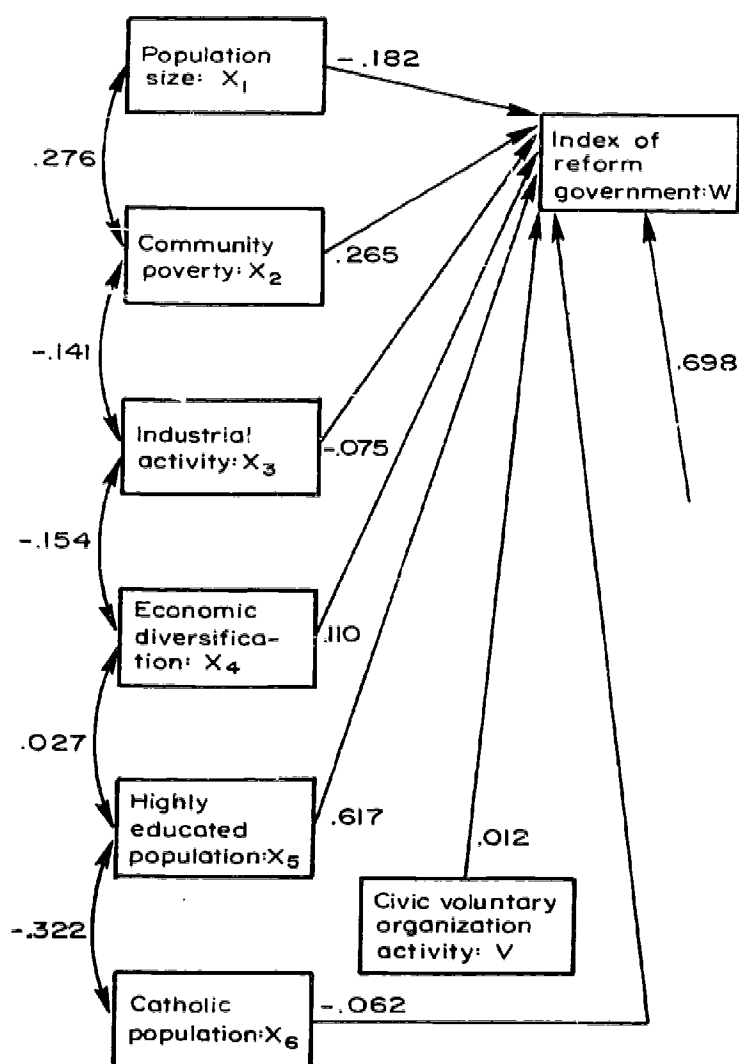 Population
size: X1
-.182
Index of
reform
government:W
.276
Community
poverty: X2
.265
-.141
.698
Industrial
activity: X3
-.075
-.154
Economic
diversifica-
tion: X4
.110
.027
Highly
educated
population:X5
.617
.012
Civic voluntary
organization
activity: V
-.322
Catholic
population:X6
-.062